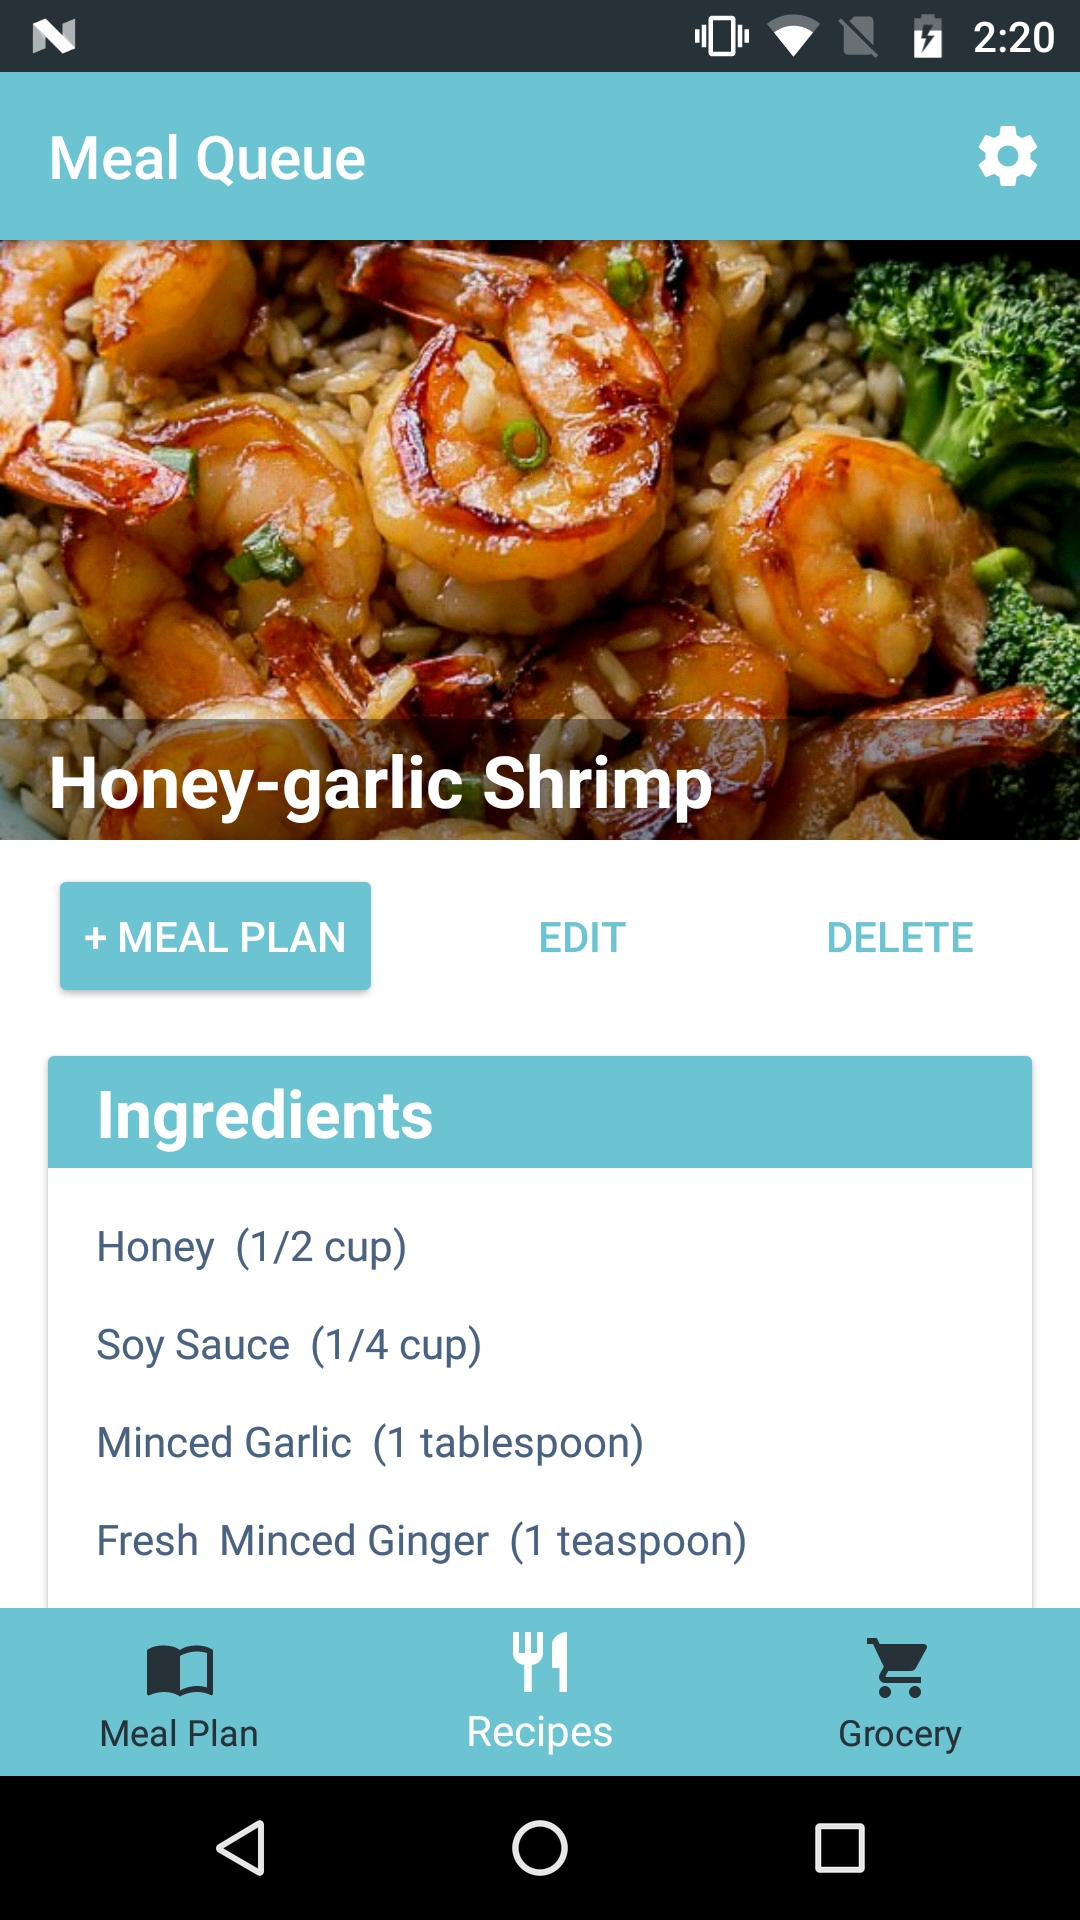 2:20
Meal Queue
Honey-garlic Shrimp
+ MEAL PLAN EDIT DELETE
Ingredients
Honey  (1/2 cup)
Soy Sauce  (1/4 cup)
Minced Garlic  (1 tablespoon)
Fresh  Minced Ginger  (1 teaspoon)
Meal Plan Recipes Grocery